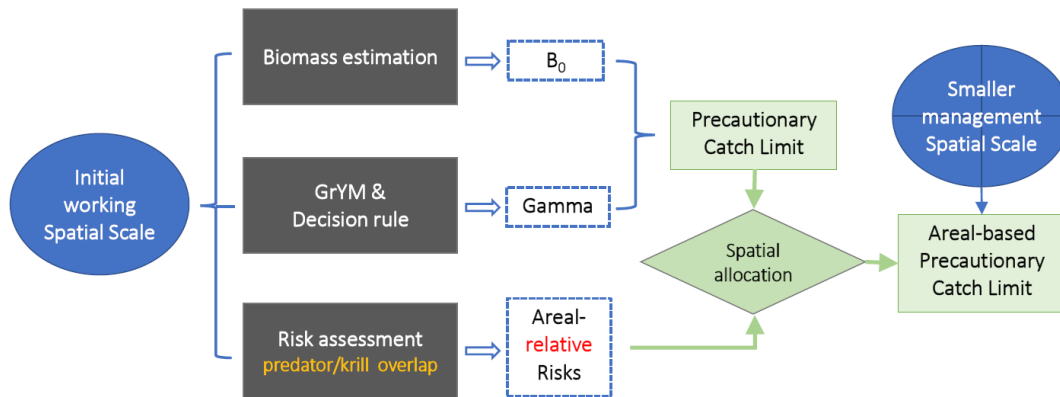 Initial
working
Spatial Scale
Biomass estimation
B₀
GrYM &
Decision rule
Gamma
Risk assessment
predator/krill overlap
Areal-
relative
Risks
Precautionary
Catch Limit
Spatial
allocation
Smaller
management
Spatial Scale
Areal-based
Precautionary
Catch Limit